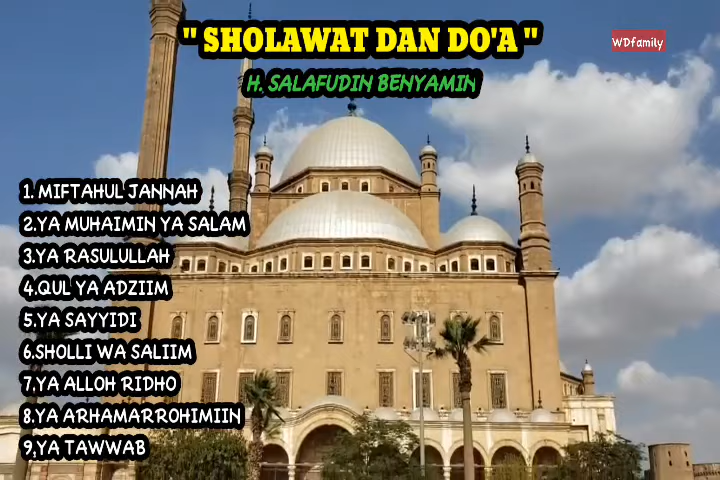 " SHOLAWAT DAN DO'A "
WDfamily
H. SALAFUDIN BENYAMIN
1. MIFTAHUL JANNAH
2.YA MUHAIMIN YA SALAM
3.YA RASULULLAH
4.QUL YA ADZIIM
5.YA SAYYIDI
6.SHOLLI WA SALIIM
7.YA ALLOH RIDHO
8.YA ARHAMARROHIMIIN
9.YA TAWWAB